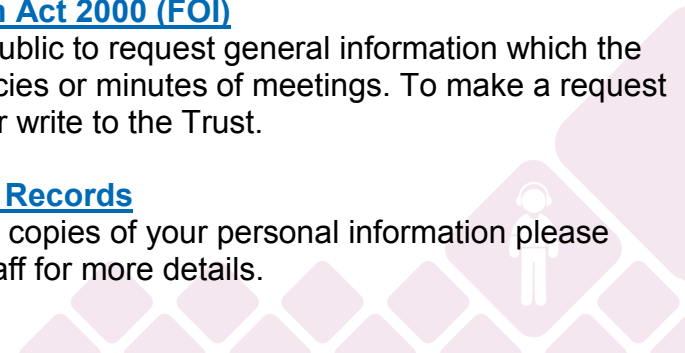 n Act 2000 (FOI)
ublic to request general information which the
cies or minutes of meetings. To make a request
r write to the Trust.
Records
copies of your personal information please
aff for more details.